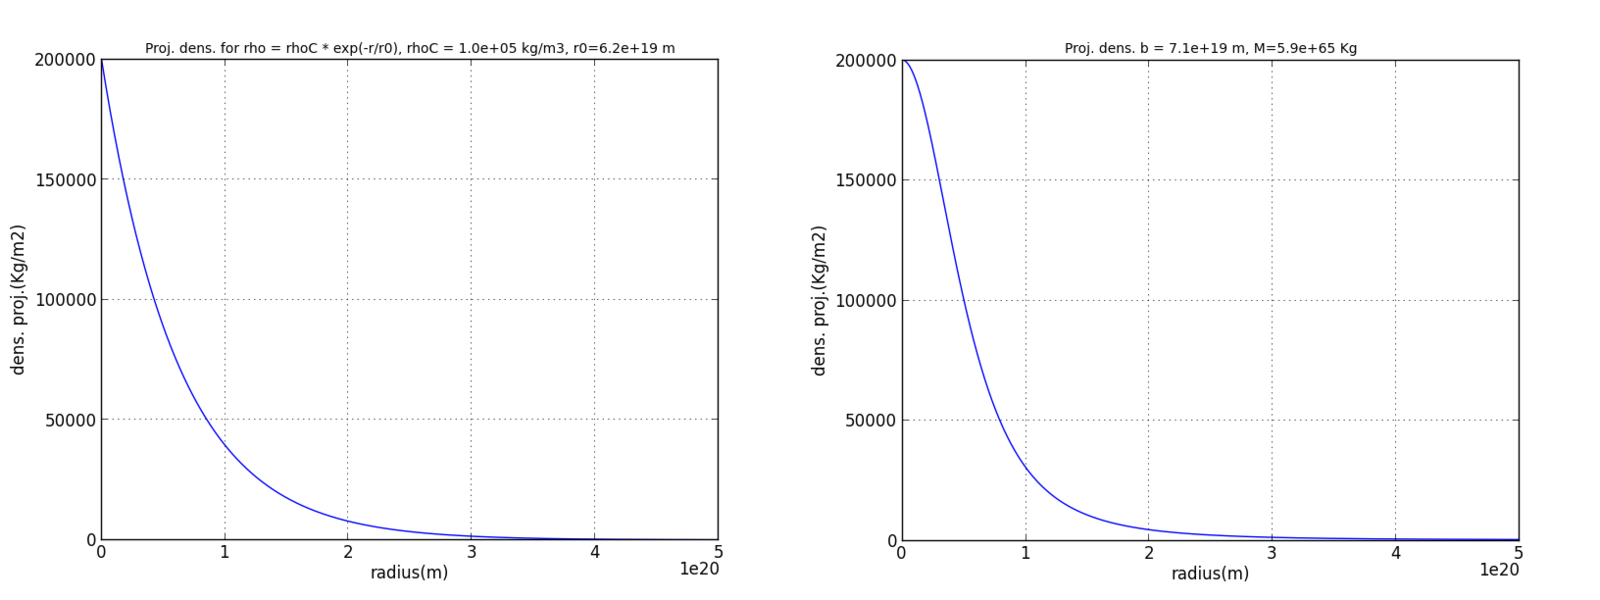 Proj. dens. for rho = rhoC * exp(-r/r0), rhoC = 1.0e+05 kg/m3, r0=6.2e+19 m
200000
150000
100000
50000
0
dens. proj.(Kg/m2)
0 1 2 3 4 5
1e20
radius(m)
Proj. dens. b = 7.1e+19 m, M=5.9e+65 Kg
200000
150000
100000
50000
0
dens. proj.(Kg/m2)
0 1 2 3 4 5
1e20
radius(m)